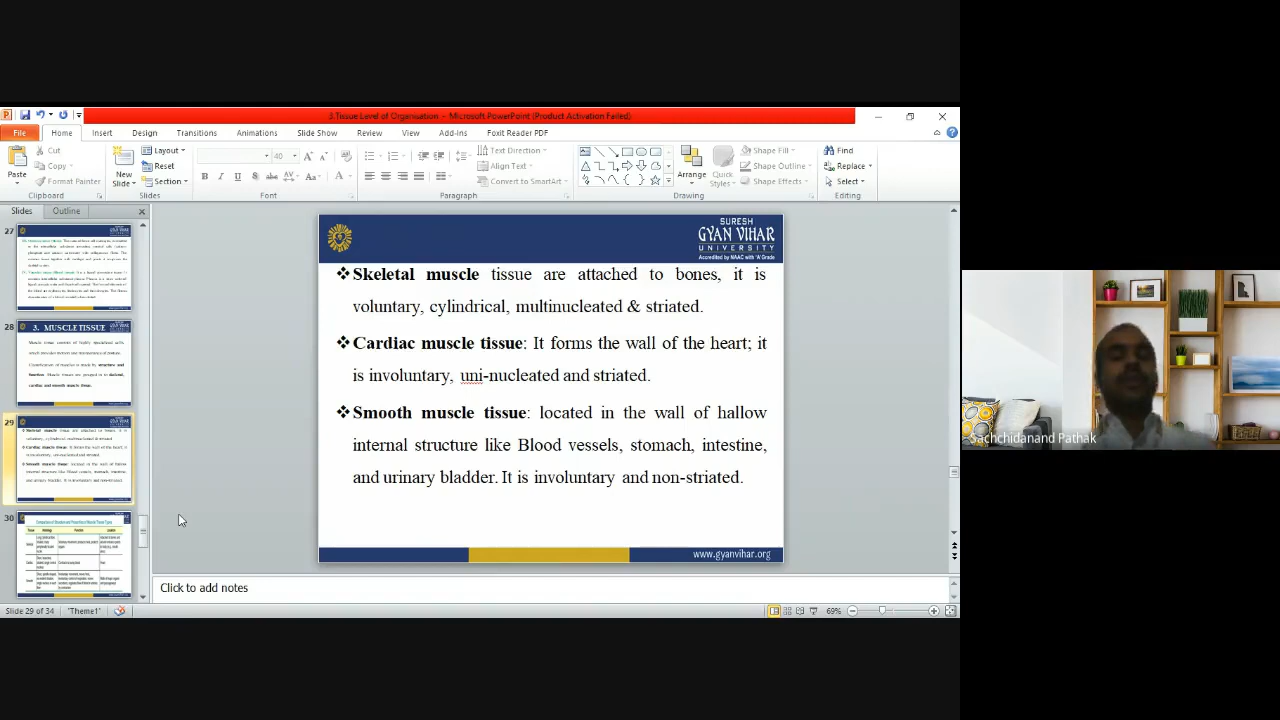 3.Tissue Level of Organisation - Microsoft PowerPoint (Product Activation Failed)
File Home Insert Design Transitions Animations Slide Show Review View Add-Ins Foxit Reader PDF
Cut
Copy
Format Painter
Paste
Clipboard
New
Slide
Layout
Reset
Section
Slides
40
B I U S abc AV Aa A
Font
Text Direction
Align Text
Convert to SmartArt
Paragraph
Arrange
Quick
Styles
Shape Fill
Shape Outline
Shape Effects
Drawing
Find
Replace
Select
Editing
Slides Outline
27
28
3. MUSCLE TISSUE
29
30
SURESH
GYAN VIHAR
UNIVERSITY
Accredited by NAAC with 'A' Grade
❖Skeletal muscle tissue are attached to bones, it is
voluntary, cylindrical, multinucleated & striated.
❖Cardiac muscle tissue: It forms the wall of the heart; it
is involuntary, uni-nucleated and striated.
❖Smooth muscle tissue: located in the wall of hallow
internal structure like Blood vessels, stomach, intestine,
and urinary bladder. It is involuntary and non-striated.
www.gyanvihar.org
Click to add notes
Slide 29 of 34 "Theme1" 69%
Sachchidanand Pathak